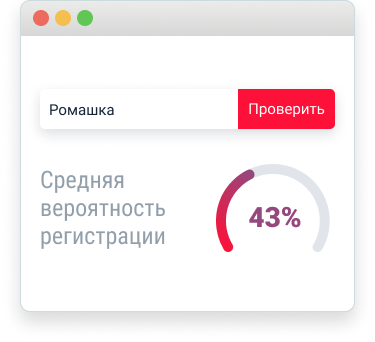 Ромашка
Проверить
Средняя
вероятность
регистрации
43%